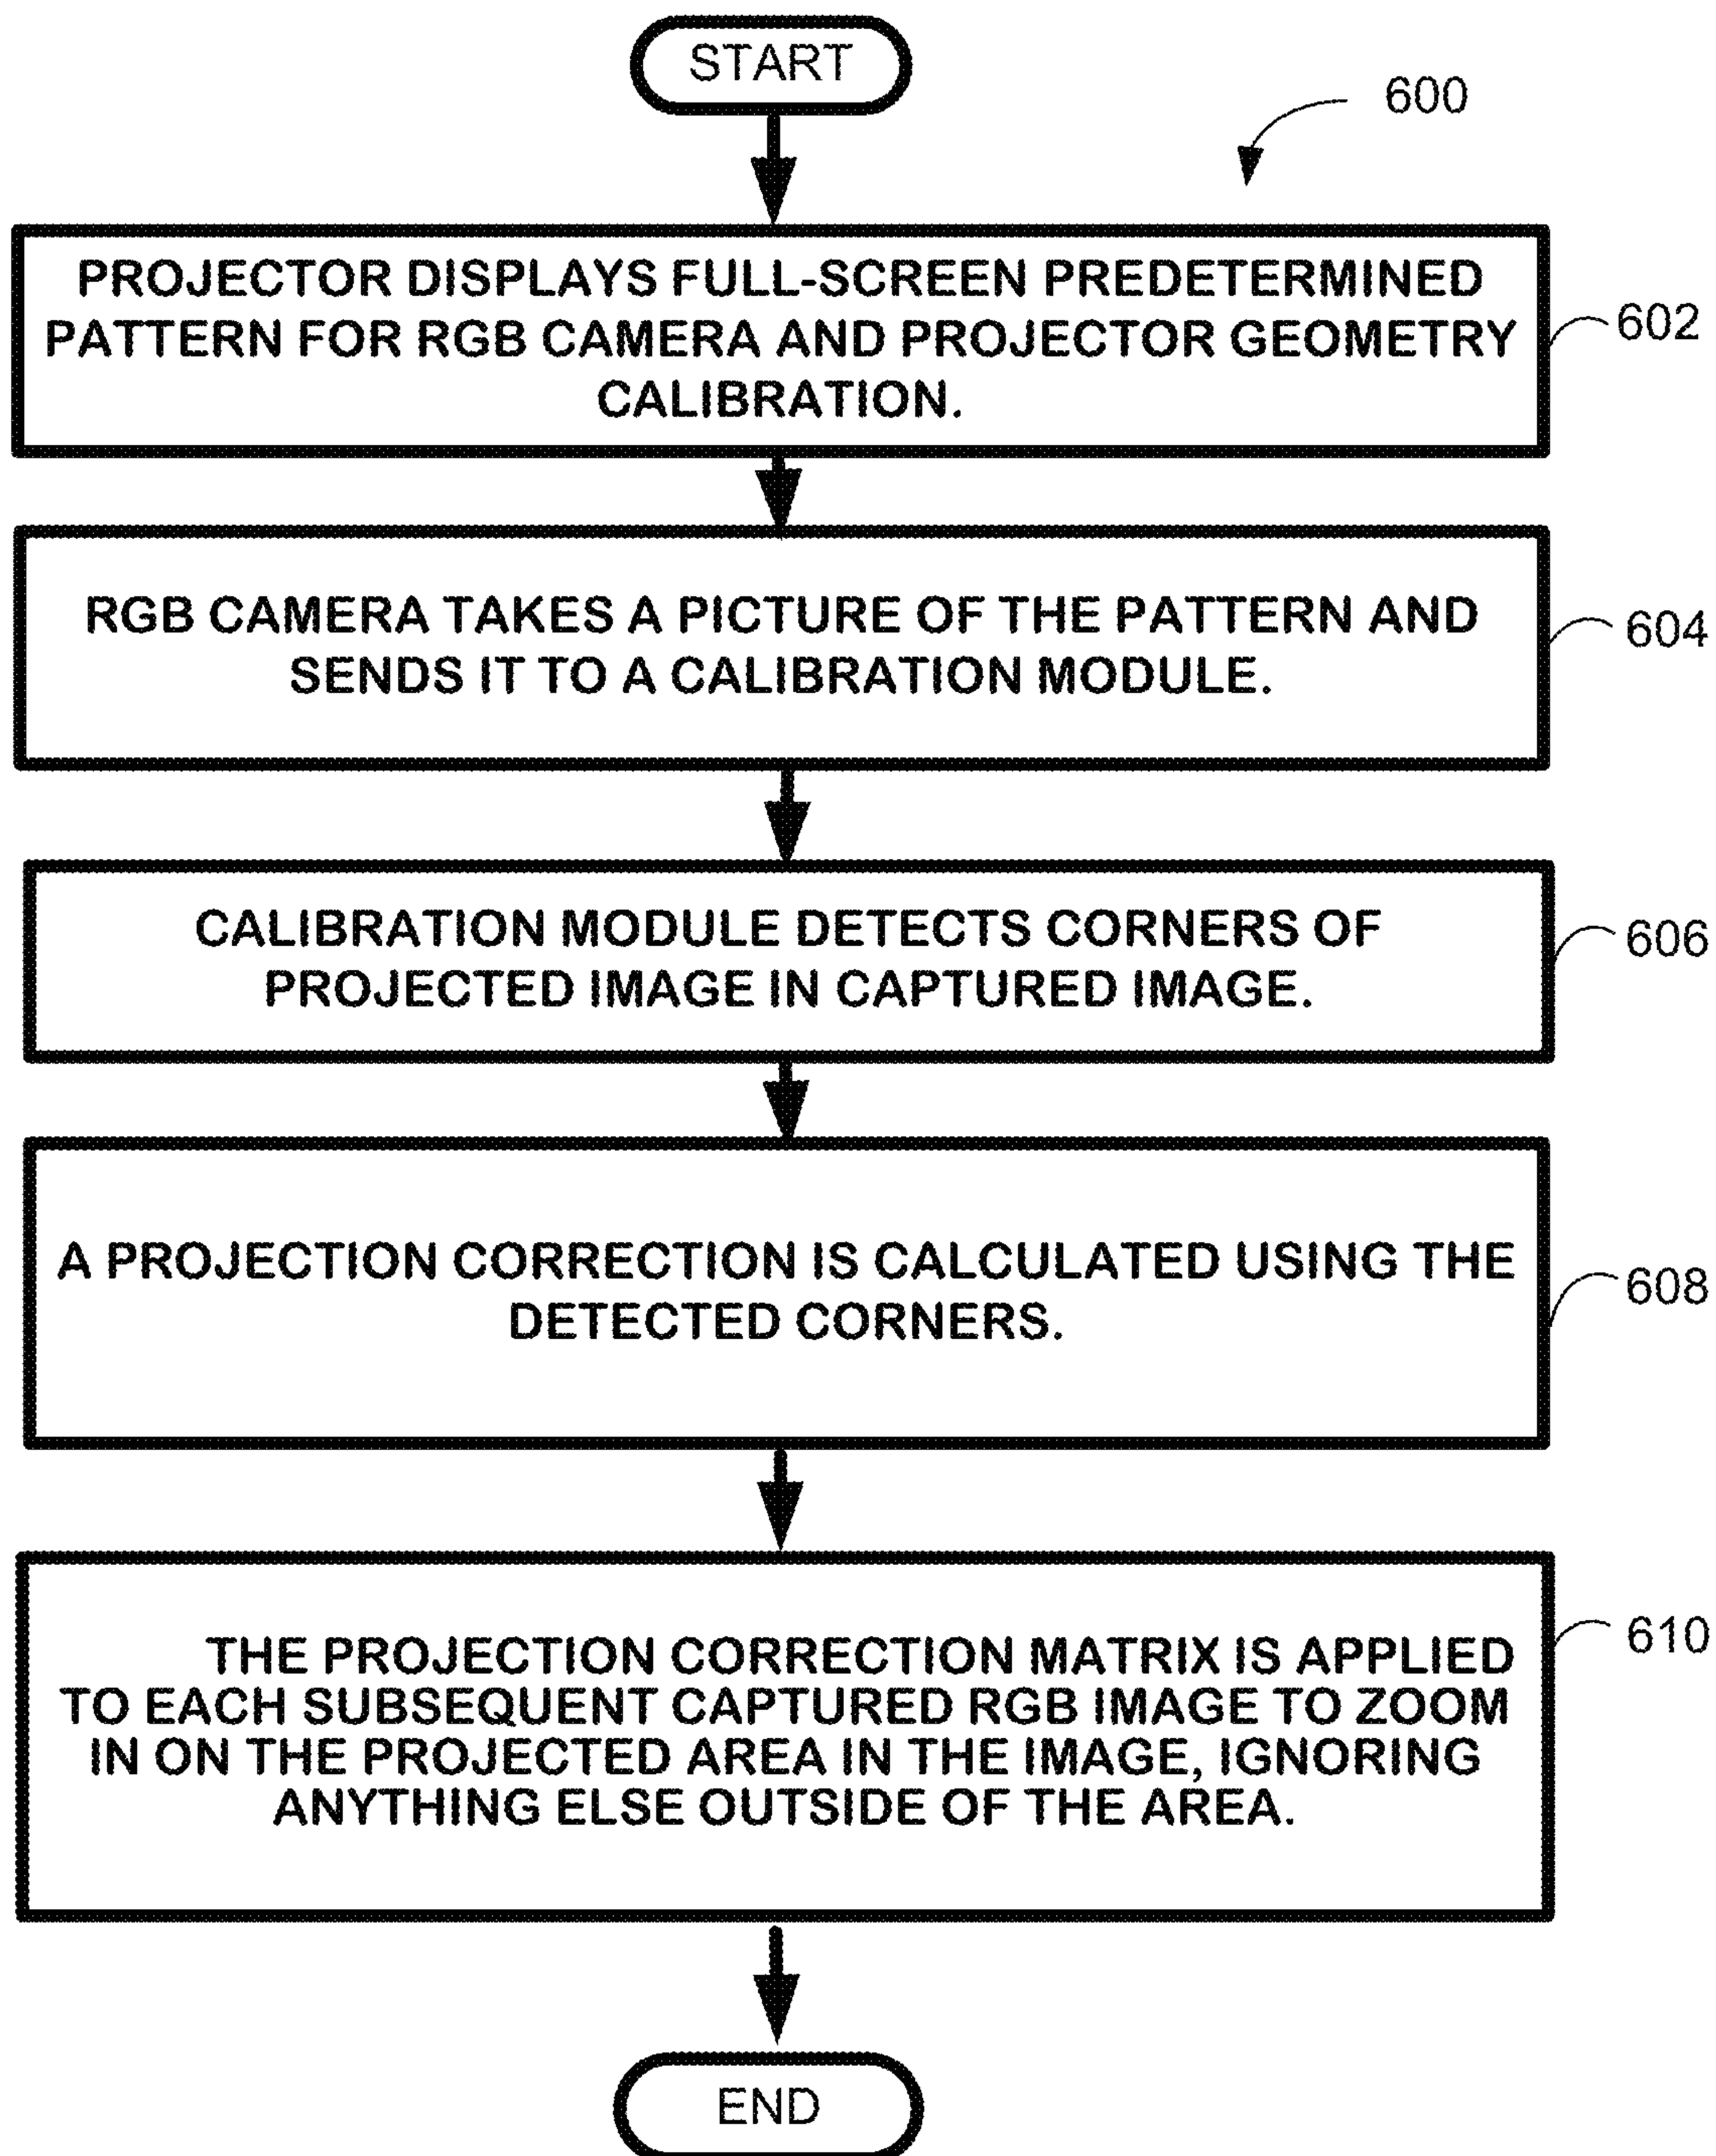 START
600
PROJECTOR DISPLAYS FULL-SCREEN PREDETERMINED
PATTERN FOR RGB CAMERA AND PROJECTOR GEOMETRY
CALIBRATION.
602
RGB CAMERA TAKES A PICTURE OF THE PATTERN AND
SENDS IT TO A CALIBRATION MODULE.
604
CALIBRATION MODULE DETECTS CORNERS OF
PROJECTED IMAGE IN CAPTURED IMAGE.
606
A PROJECTION CORRECTION IS CALCULATED USING THE
DETECTED CORNERS.
608
THE PROJECTION CORRECTION MATRIX IS APPLIED
TO EACH SUBSEQUENT CAPTURED RGB IMAGE TO ZOOM
IN ON THE PROJECTED AREA IN THE IMAGE, IGNORING
ANYTHING ELSE OUTSIDE OF THE AREA.
610
END